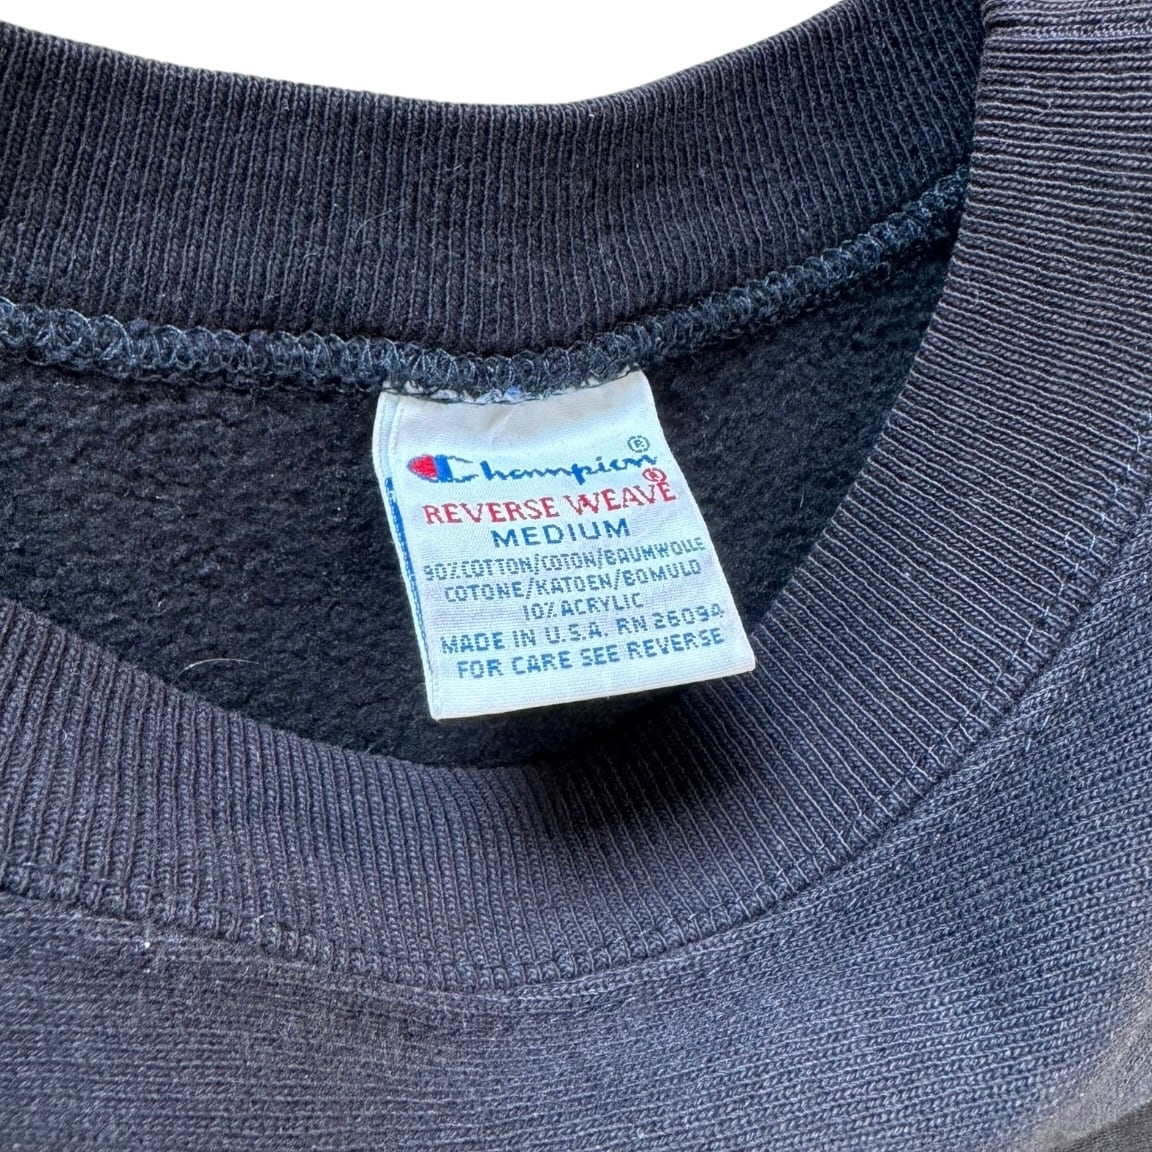 Champion®
REVERSE WEAVE®
MEDIUM
90%COTTON/COTON/BAUMWOLLE
COTONE/KATOEN/BOMULD
10% ACRYLIC
MADE IN U.S.A. RN 26094
FOR CARE SEE REVERSE